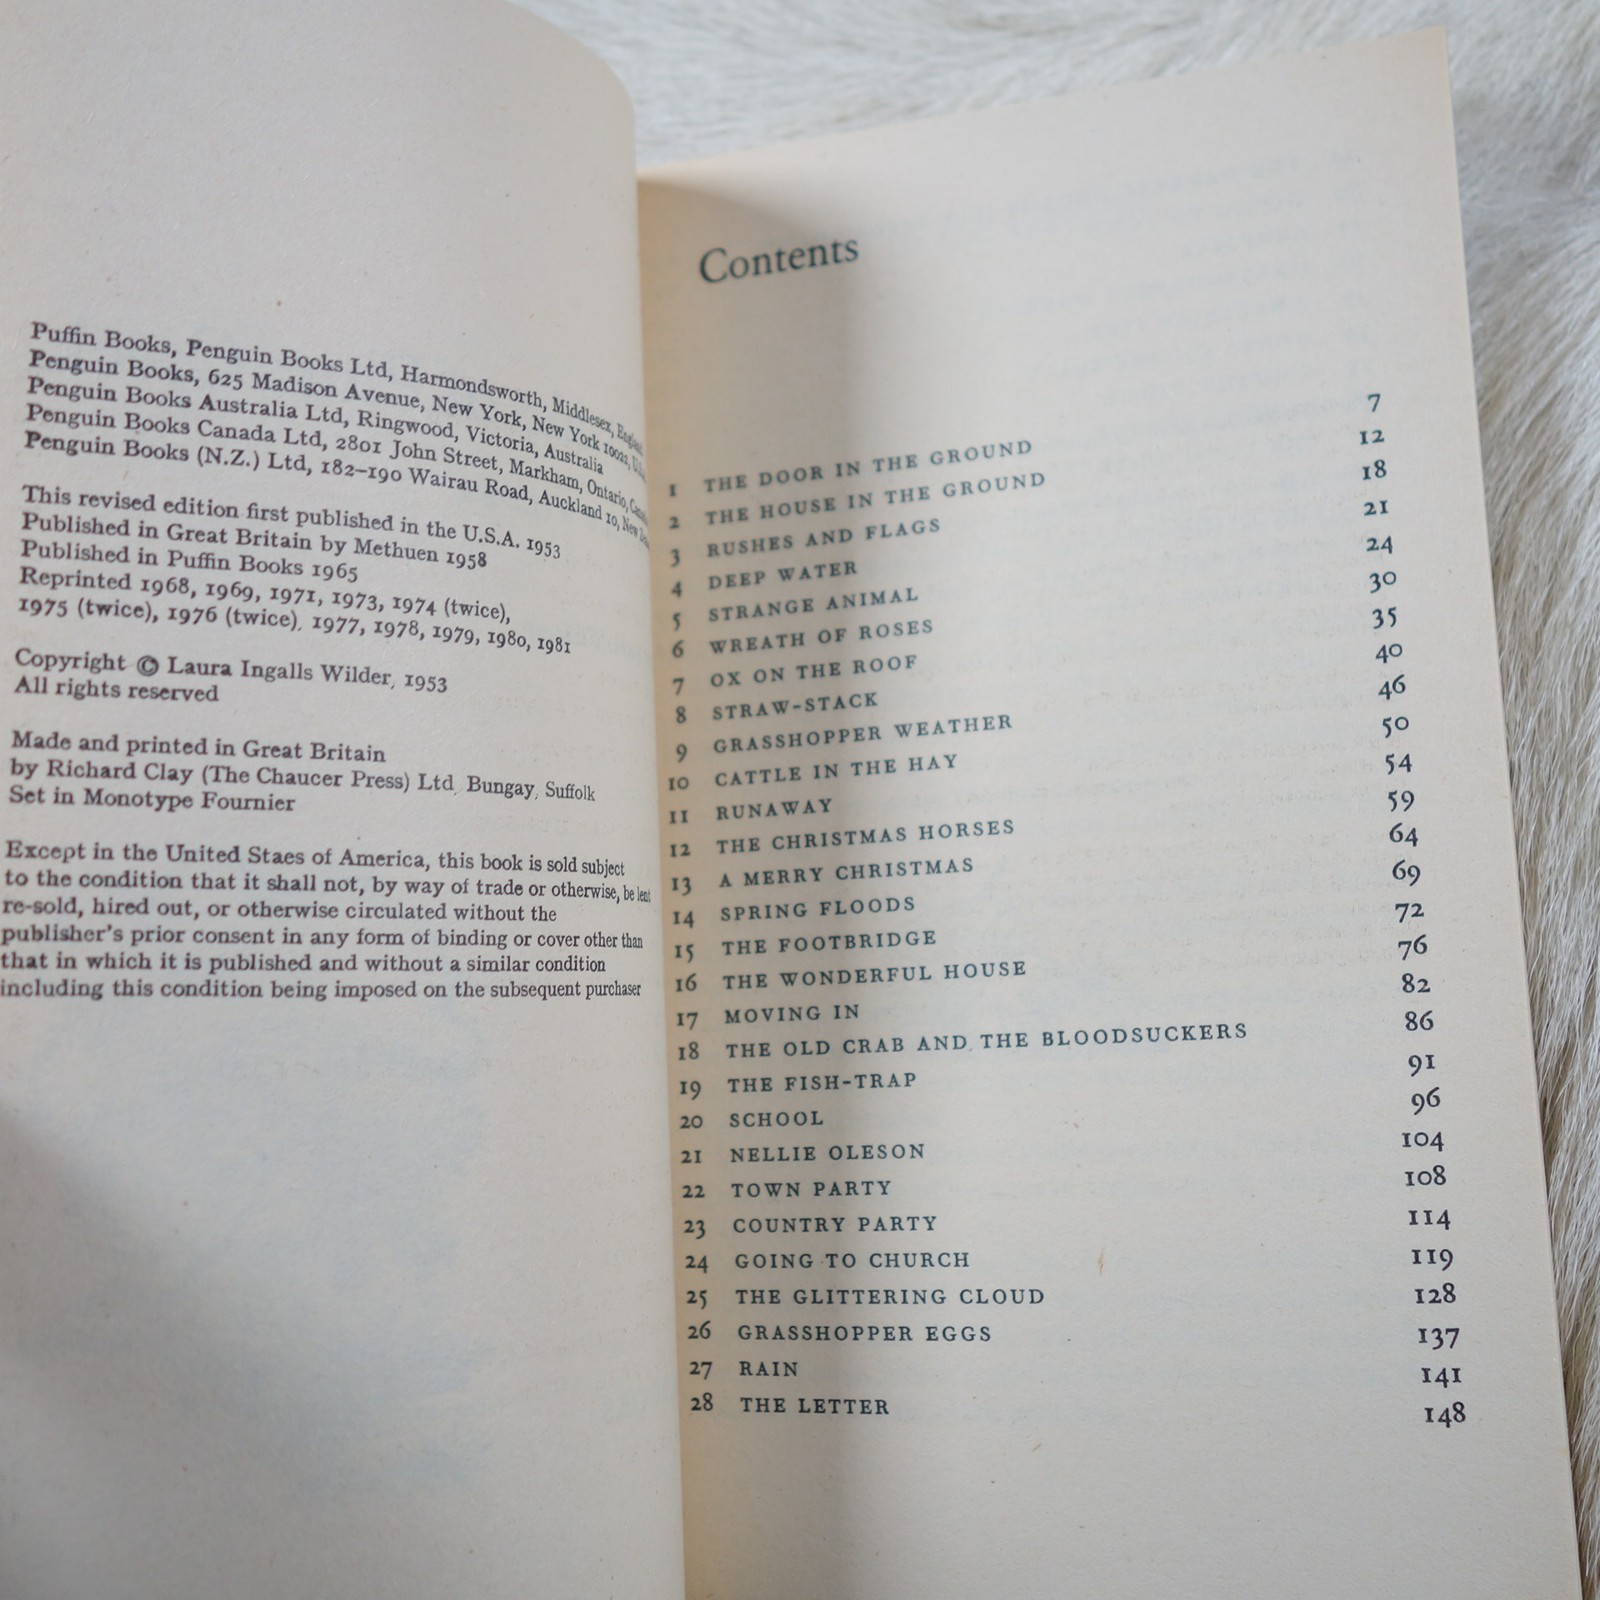 Puffin Books, Penguin Books Ltd, Harmondsworth, Middlesex, England
Penguin Books, 625 Madison Avenue, New York, New York 10022,
Penguin Books Australia Ltd, Ringwood, Victoria, Australia
Penguin Books Canada Ltd, 2801 John Street, Markham, Ontario,
Penguin Books (N.Z.) Ltd, 182–190 Wairau Road, Auckland 10, New
This revised edition first published in the U.S.A. 1953
Published in Great Britain by Methuen 1958
Published in Puffin Books 1965
Reprinted 1968, 1969, 1971, 1973, 1974 (twice),
1975 (twice), 1976 (twice), 1977, 1978, 1979, 1980, 1981
Copyright © Laura Ingalls Wilder, 1953
All rights reserved
Made and printed in Great Britain
by Richard Clay (The Chaucer Press) Ltd, Bungay, Suffolk
Set in Monotype Fournier
Except in the United Staes of America, this book is sold subject
to the condition that it shall not, by way of trade or otherwise, be lent
re-sold, hired out, or otherwise circulated without the
publisher's prior consent in any form of binding or cover other than
that in which it is published and without a similar condition
including this condition being imposed on the subsequent purchaser
Contents
1 THE DOOR IN THE GROUND 7
2 THE HOUSE IN THE GROUND 12
3 RUSHES AND FLAGS 18
4 DEEP WATER 21
5 STRANGE ANIMAL 24
6 WREATH OF ROSES 30
7 OX ON THE ROOF 35
8 STRAW-STACK 40
9 GRASSHOPPER WEATHER 46
10 CATTLE IN THE HAY 50
11 RUNAWAY 54
12 THE CHRISTMAS HORSES 59
13 A MERRY CHRISTMAS 64
14 SPRING FLOODS 69
15 THE FOOTBRIDGE 72
16 THE WONDERFUL HOUSE 76
17 MOVING IN 82
18 THE OLD CRAB AND THE BLOODSUCKERS 86
19 THE FISH-TRAP 91
20 SCHOOL 96
21 NELLIE OLESON 104
22 TOWN PARTY 108
23 COUNTRY PARTY 114
24 GOING TO CHURCH 119
25 THE GLITTERING CLOUD 128
26 GRASSHOPPER EGGS 137
27 RAIN 141
28 THE LETTER 148